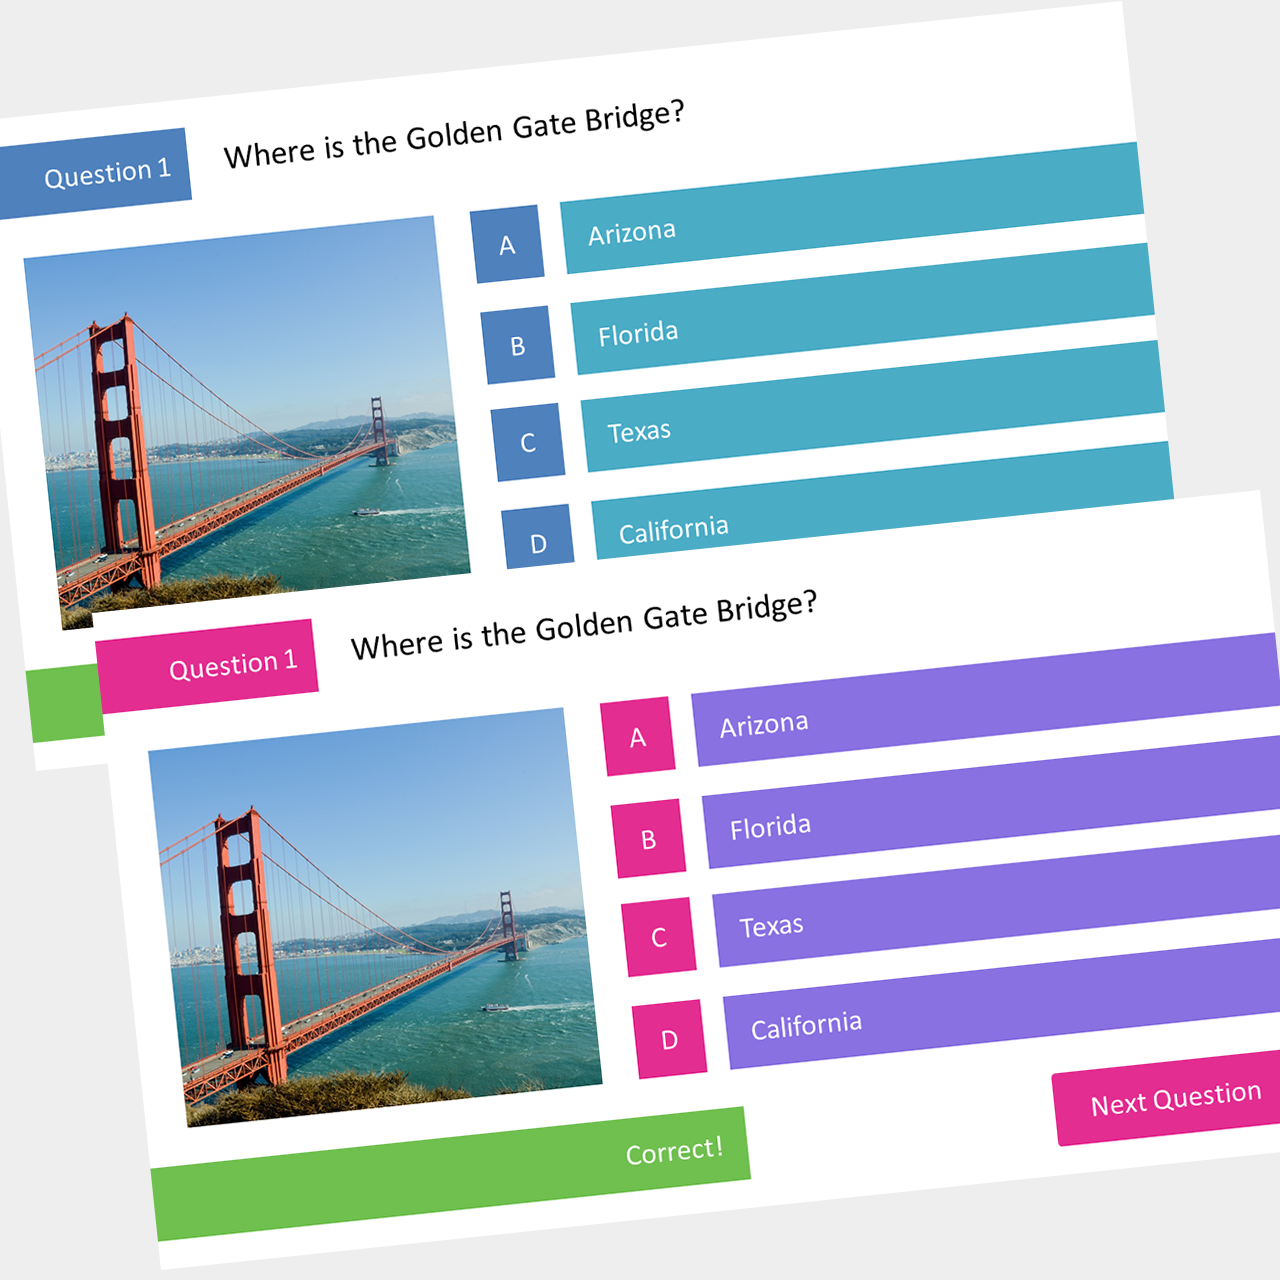 Question 1
Where is the Golden Gate Bridge?
A
Arizona
B
Florida
C
Texas
D
California
Question 1
Where is the Golden Gate Bridge?
A
Arizona
B
Florida
C
Texas
D
California
Next Question
Correct!